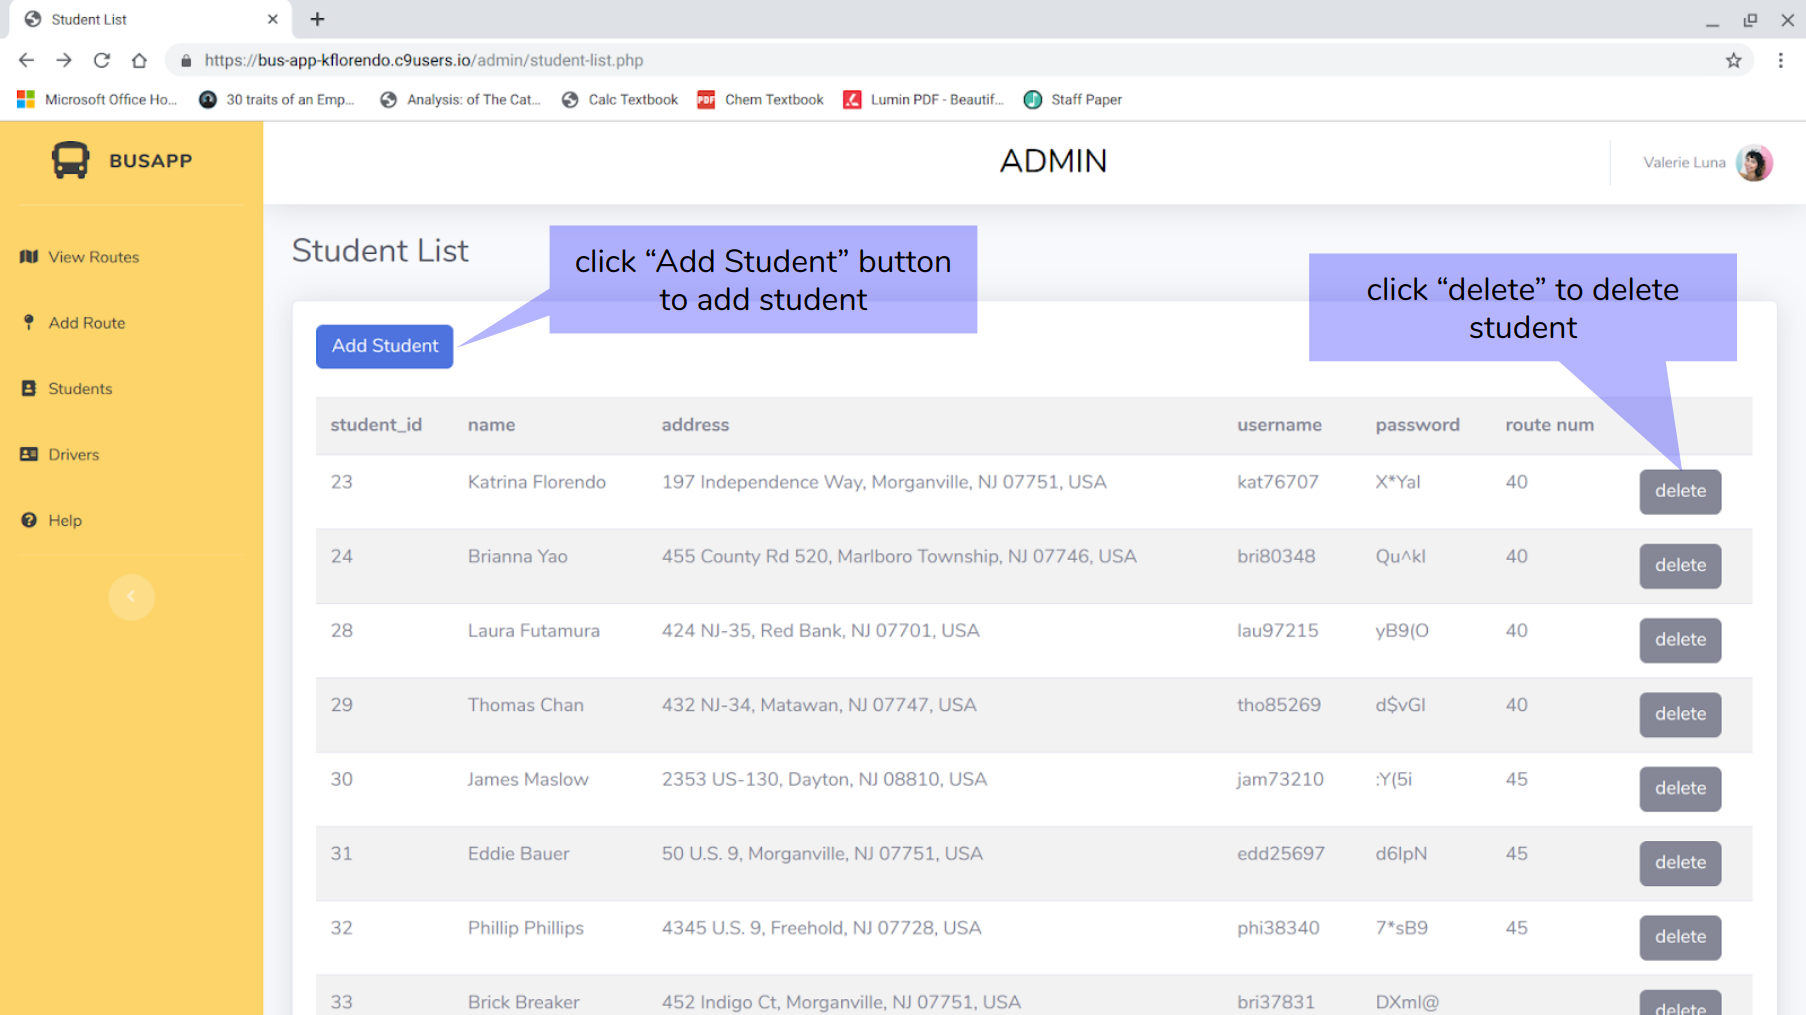 Student List
https://bus-app-kflorendo.c9users.io/admin/student-list.php
Microsoft Office Ho... 30 traits of an Emp... Analysis: of The Cat... Calc Textbook PDF Chem Textbook Lumin PDF - Beautif... Staff Paper
BUSAPP
ADMIN
Valerie Luna
View Routes
Add Route
Students
Drivers
Help
Student List
click “Add Student” button
to add student
click “delete” to delete
student
Add Student
student_id name address username password route num
23 Katrina Florendo 197 Independence Way, Morganville, NJ 07751, USA kat76707 X*YaI 40 delete
24 Brianna Yao 455 County Rd 520, Marlboro Township, NJ 07746, USA bri80348 Qu^kI 40 delete
28 Laura Futamura 424 NJ-35, Red Bank, NJ 07701, USA lau97215 yB9(O 40 delete
29 Thomas Chan 432 NJ-34, Matawan, NJ 07747, USA tho85269 d$vGI 40 delete
30 James Maslow 2353 US-130, Dayton, NJ 08810, USA jam73210 :Y(5i 45 delete
31 Eddie Bauer 50 U.S. 9, Morganville, NJ 07751, USA edd25697 d6IpN 45 delete
32 Phillip Phillips 4345 U.S. 9, Freehold, NJ 07728, USA phi38340 7*sB9 45 delete
33 Brick Breaker 452 Indigo Ct, Morganville, NJ 07751, USA bri37831 DXmI@ delete